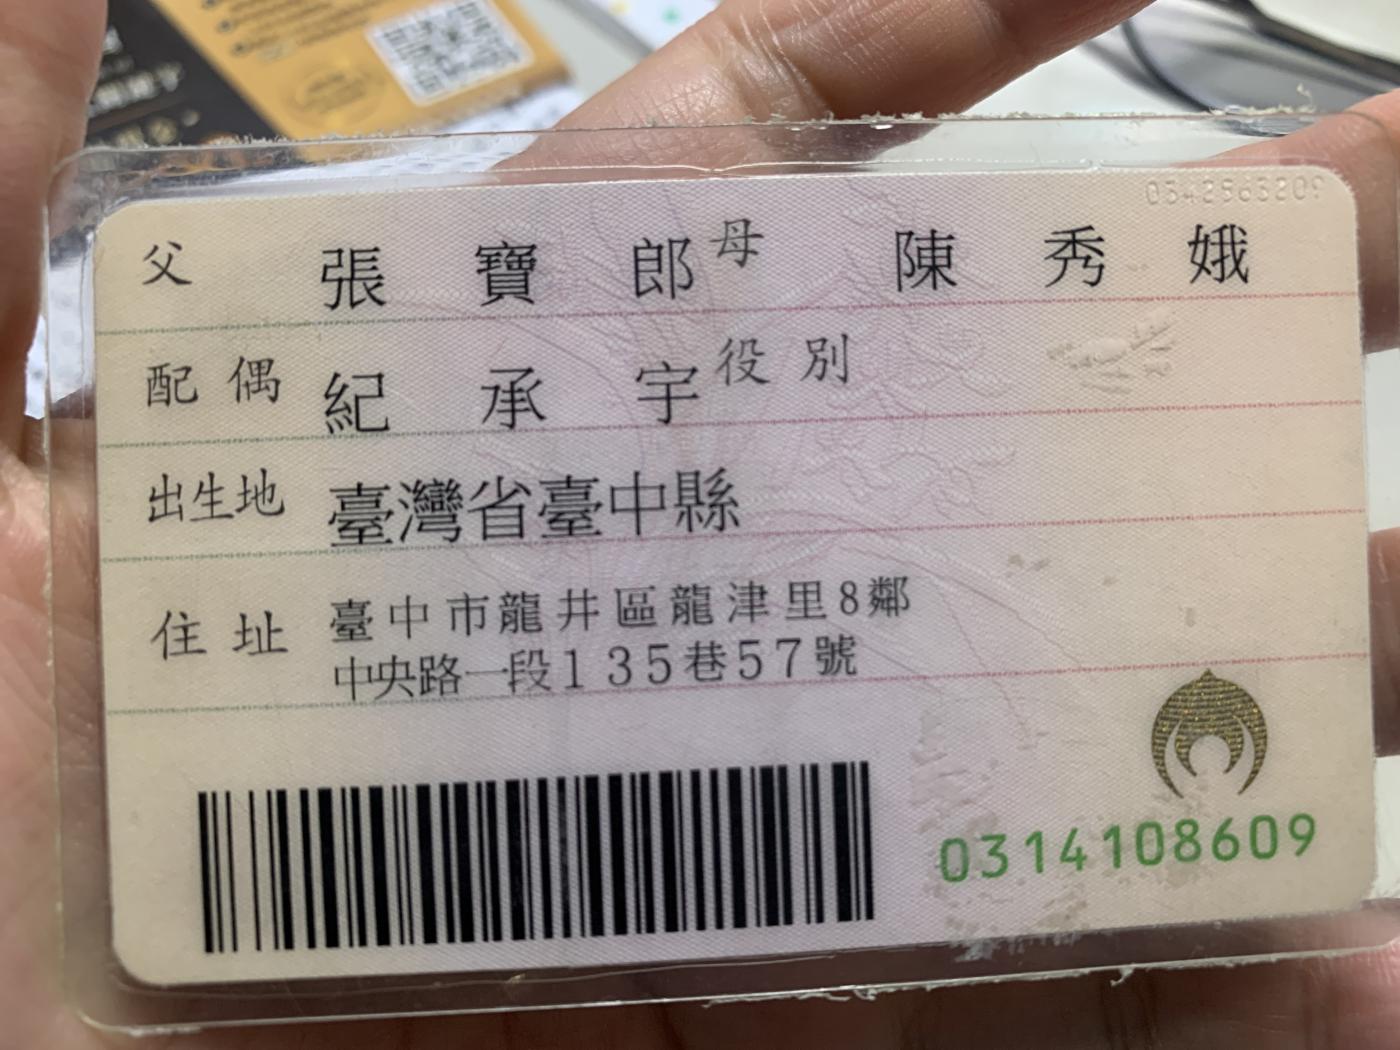 0342563209
父 張寶郎 母 陳秀娥
配偶 紀承宇 役別
出生地 臺灣省臺中縣
住址 臺中市龍井區龍津里8鄰
中央路一段135巷57號
0314108609